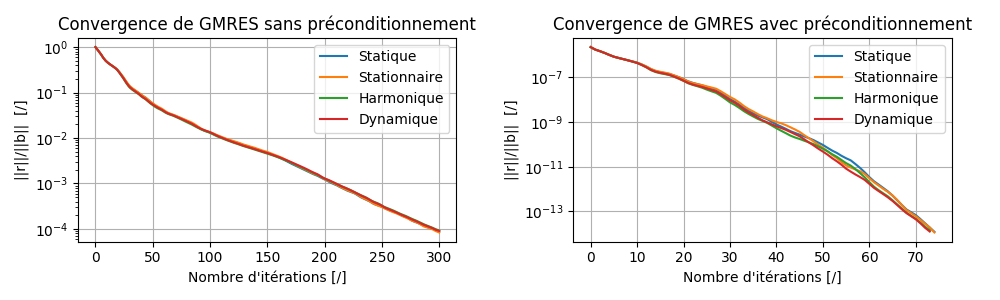 Convergence de GMRES sans préconditionnement
||r||/||b|| [/]
10^0
10^-1
10^-2
10^-3
10^-4
Statique
Stationnaire
Harmonique
Dynamique
0 50 100 150 200 250 300
Nombre d'itérations [/]
Convergence de GMRES avec préconditionnement
||r||/||b|| [/]
10^-7
10^-9
10^-11
10^-13
Statique
Stationnaire
Harmonique
Dynamique
0 10 20 30 40 50 60 70
Nombre d'itérations [/]